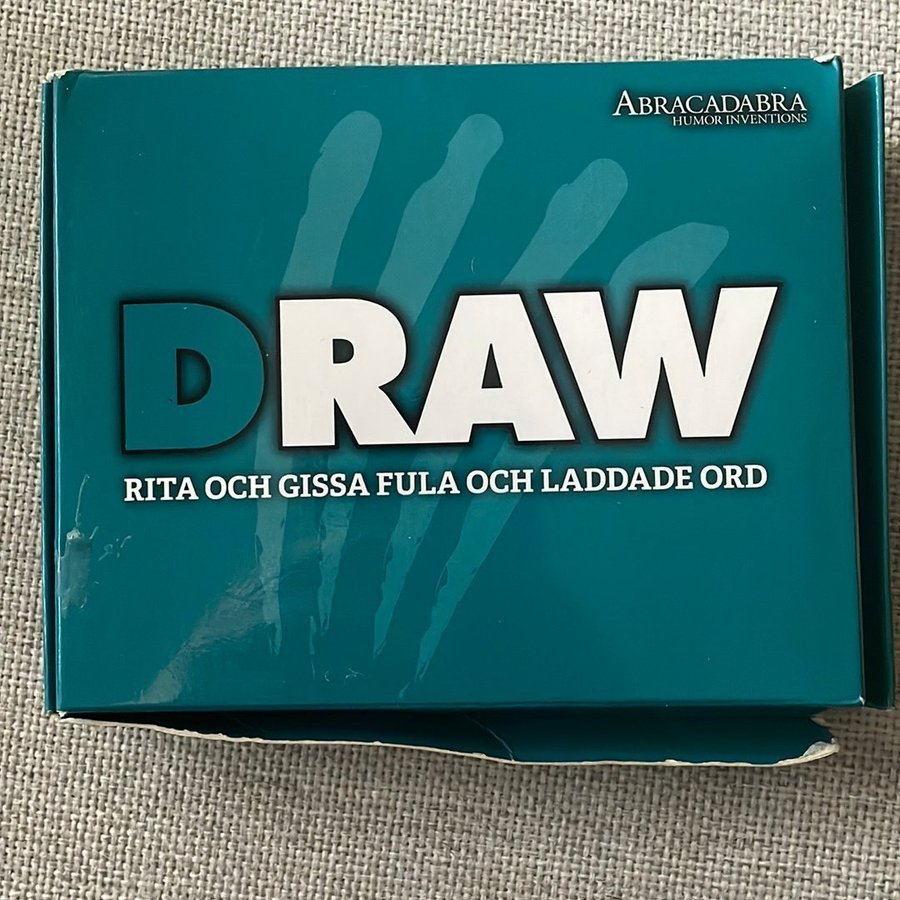 ABRACADABRA
HUMOR INVENTIONS
DRAW
RITA OCH GISSA FULA OCH LADDADE ORD